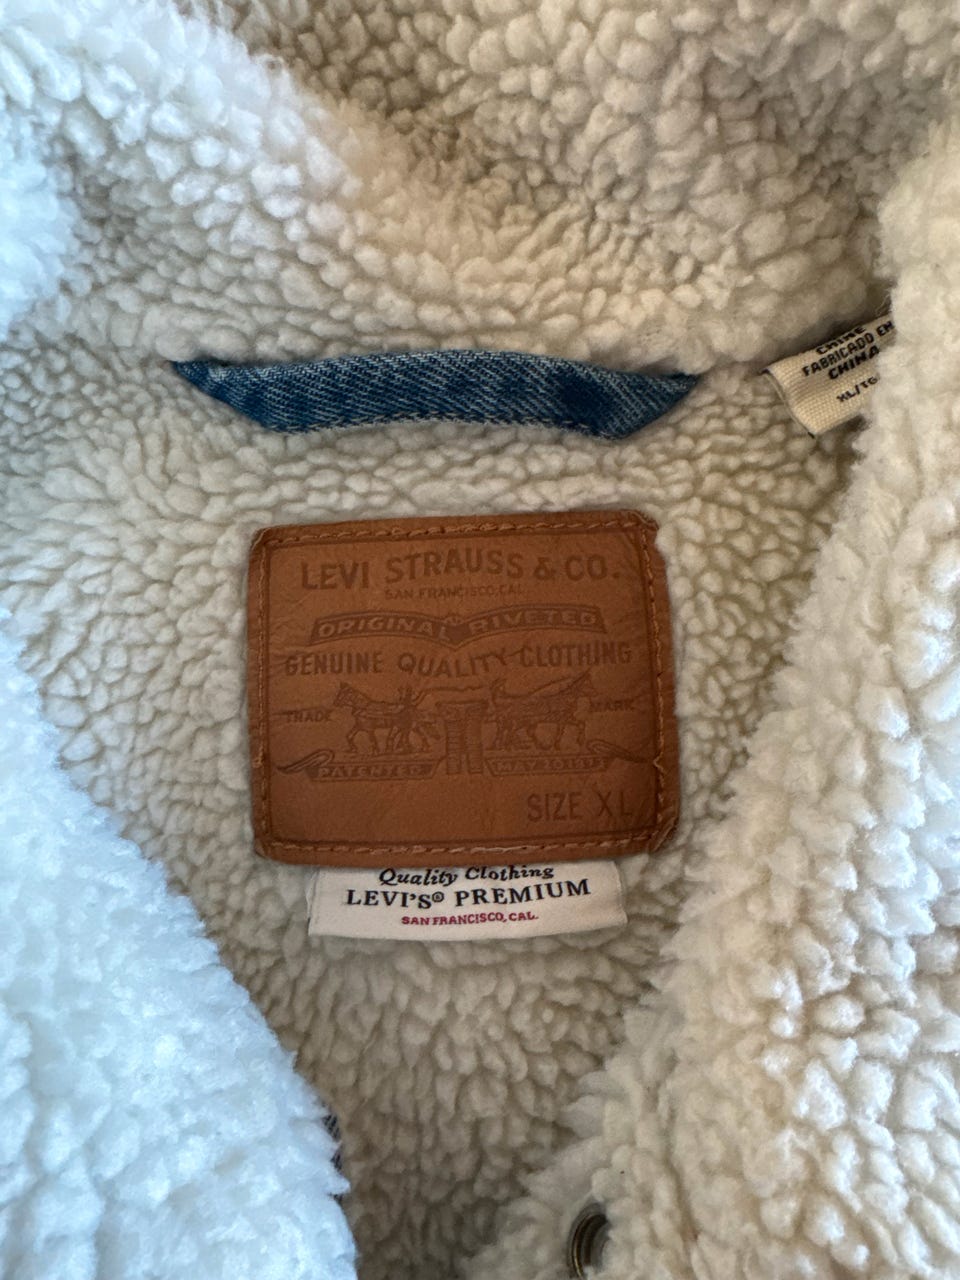 CHINE
FABRICADO EN
CHINA
LEVI STRAUSS & CO.
SAN FRANCISCO, CAL.
ORIGINAL RIVETED
GENUINE QUALITY CLOTHING
TRADE MARK
PATENTED MAY 20 1873
SIZE XL
Quality Clothing
LEVI'S® PREMIUM
SAN FRANCISCO, CAL.